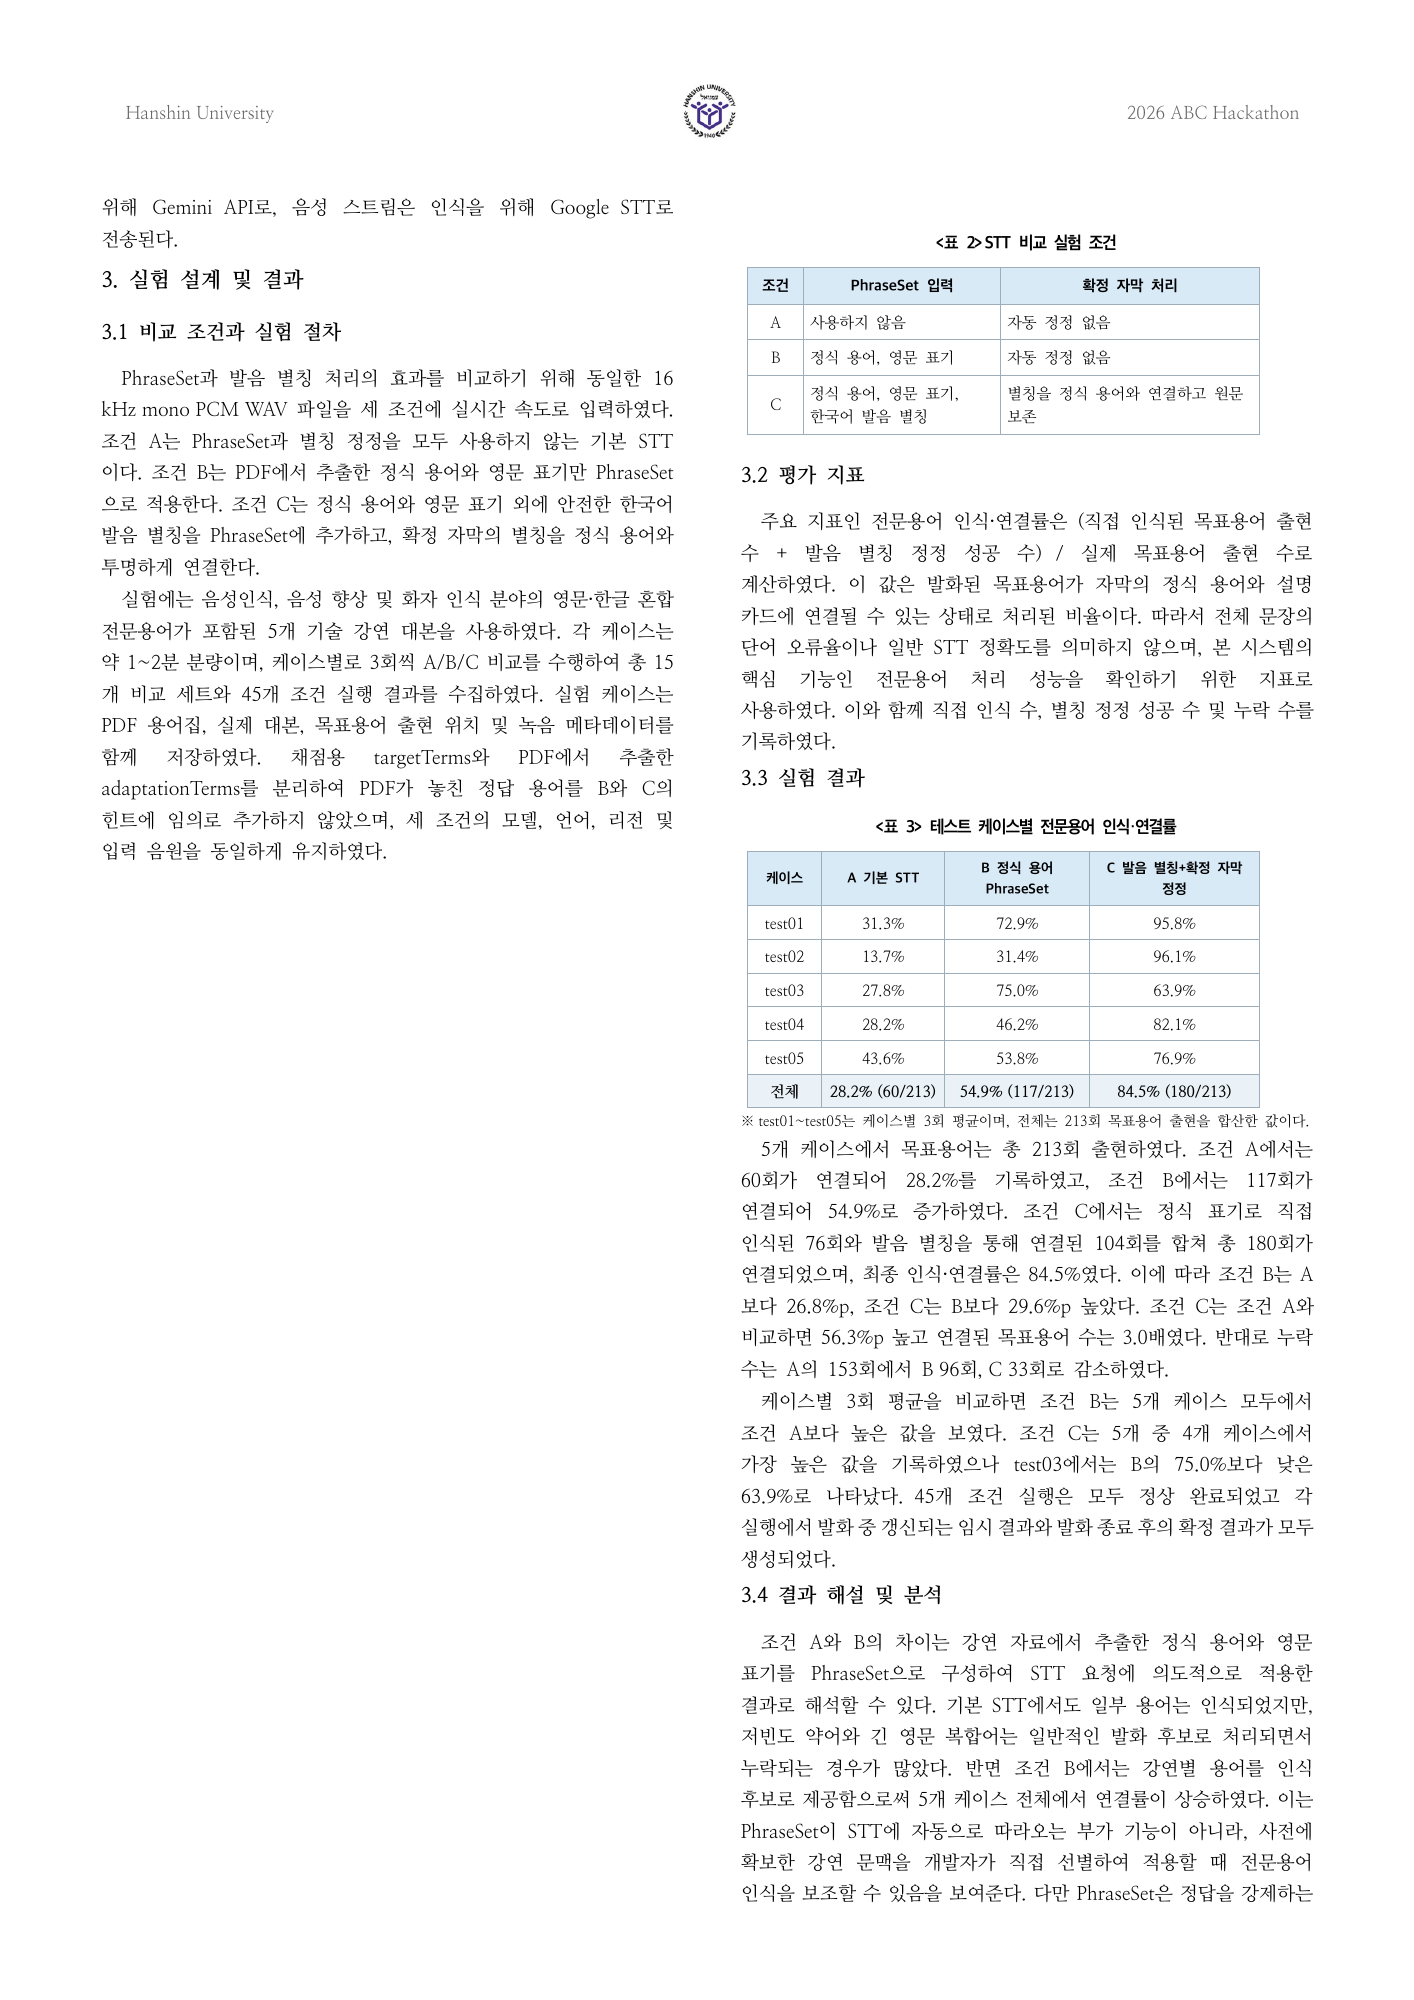 Hanshin University
HANSHIN UNIVERSITY
1940
2026 ABC Hackathon
위해 Gemini API로, 음성 스트림은 인식을 위해 Google STT로
전송된다.
3. 실험 설계 및 결과
3.1 비교 조건과 실험 절차
PhraseSet과 발음 별칭 처리의 효과를 비교하기 위해 동일한 16
kHz mono PCM WAV 파일을 세 조건에 실시간 속도로 입력하였다.
조건 A는 PhraseSet과 별칭 정정을 모두 사용하지 않는 기본 STT
이다. 조건 B는 PDF에서 추출한 정식 용어와 영문 표기만 PhraseSet
으로 적용한다. 조건 C는 정식 용어와 영문 표기 외에 안전한 한국어
발음 별칭을 PhraseSet에 추가하고, 확정 자막의 별칭을 정식 용어와
투명하게 연결한다.
실험에는 음성인식, 음성 향상 및 화자 인식 분야의 영문·한글 혼합
전문용어가 포함된 5개 기술 강연 대본을 사용하였다. 각 케이스는
약 1~2분 분량이며, 케이스별로 3회씩 A/B/C 비교를 수행하여 총 15
개 비교 세트와 45개 조건 실행 결과를 수집하였다. 실험 케이스는
PDF 용어집, 실제 대본, 목표용어 출현 위치 및 녹음 메타데이터를
함께 저장하였다. 채점용 targetTerms와 PDF에서 추출한
adaptationTerms를 분리하여 PDF가 놓친 정답 용어를 B와 C의
힌트에 임의로 추가하지 않았으며, 세 조건의 모델, 언어, 리전 및
입력 음원을 동일하게 유지하였다.
<표 2> STT 비교 실험 조건
조건 PhraseSet 입력 확정 자막 처리
A 사용하지 않음 자동 정정 없음
B 정식 용어, 영문 표기 자동 정정 없음
C 정식 용어, 영문 표기, 한국어 발음 별칭 별칭을 정식 용어와 연결하고 원문 보존
3.2 평가 지표
주요 지표인 전문용어 인식·연결률은 (직접 인식된 목표용어 출현
수 + 발음 별칭 정정 성공 수) / 실제 목표용어 출현 수로
계산하였다. 이 값은 발화된 목표용어가 자막의 정식 용어와 설명
카드에 연결될 수 있는 상태로 처리된 비율이다. 따라서 전체 문장의
단어 오류율이나 일반 STT 정확도를 의미하지 않으며, 본 시스템의
핵심 기능인 전문용어 처리 성능을 확인하기 위한 지표로
사용하였다. 이와 함께 직접 인식 수, 별칭 정정 성공 수 및 누락 수를
기록하였다.
3.3 실험 결과
<표 3> 테스트 케이스별 전문용어 인식·연결률
케이스 A 기본 STT B 정식 용어 PhraseSet C 발음 별칭+확정 자막 정정
test01 31.3% 72.9% 95.8%
test02 13.7% 31.4% 96.1%
test03 27.8% 75.0% 63.9%
test04 28.2% 46.2% 82.1%
test05 43.6% 53.8% 76.9%
전체 28.2% (60/213) 54.9% (117/213) 84.5% (180/213)
※ test01~test05는 케이스별 3회 평균이며, 전체는 213회 목표용어 출현을 합산한 값이다.
5개 케이스에서 목표용어는 총 213회 출현하였다. 조건 A에서는
60회가 연결되어 28.2%를 기록하였고, 조건 B에서는 117회가
연결되어 54.9%로 증가하였다. 조건 C에서는 정식 표기로 직접
인식된 76회와 발음 별칭을 통해 연결된 104회를 합쳐 총 180회가
연결되었으며, 최종 인식·연결률은 84.5%였다. 이에 따라 조건 B는 A
보다 26.8%p, 조건 C는 B보다 29.6%p 높았다. 조건 C는 조건 A와
비교하면 56.3%p 높고 연결된 목표용어 수는 3.0배였다. 반대로 누락
수는 A의 153회에서 B 96회, C 33회로 감소하였다.
케이스별 3회 평균을 비교하면 조건 B는 5개 케이스 모두에서
조건 A보다 높은 값을 보였다. 조건 C는 5개 중 4개 케이스에서
가장 높은 값을 기록하였으나 test03에서는 B의 75.0%보다 낮은
63.9%로 나타났다. 45개 조건 실행은 모두 정상 완료되었고 각
실행에서 발화 중 갱신되는 임시 결과와 발화 종료 후의 확정 결과가 모두
생성되었다.
3.4 결과 해설 및 분석
조건 A와 B의 차이는 강연 자료에서 추출한 정식 용어와 영문
표기를 PhraseSet으로 구성하여 STT 요청에 의도적으로 적용한
결과로 해석할 수 있다. 기본 STT에서도 일부 용어는 인식되었지만,
저빈도 약어와 긴 영문 복합어는 일반적인 발화 후보로 처리되면서
누락되는 경우가 많았다. 반면 조건 B에서는 강연별 용어를 인식
후보로 제공함으로써 5개 케이스 전체에서 연결률이 상승하였다. 이는
PhraseSet이 STT에 자동으로 따라오는 부가 기능이 아니라, 사전에
확보한 강연 문맥을 개발자가 직접 선별하여 적용할 때 전문용어
인식을 보조할 수 있음을 보여준다. 다만 PhraseSet은 정답을 강제하는